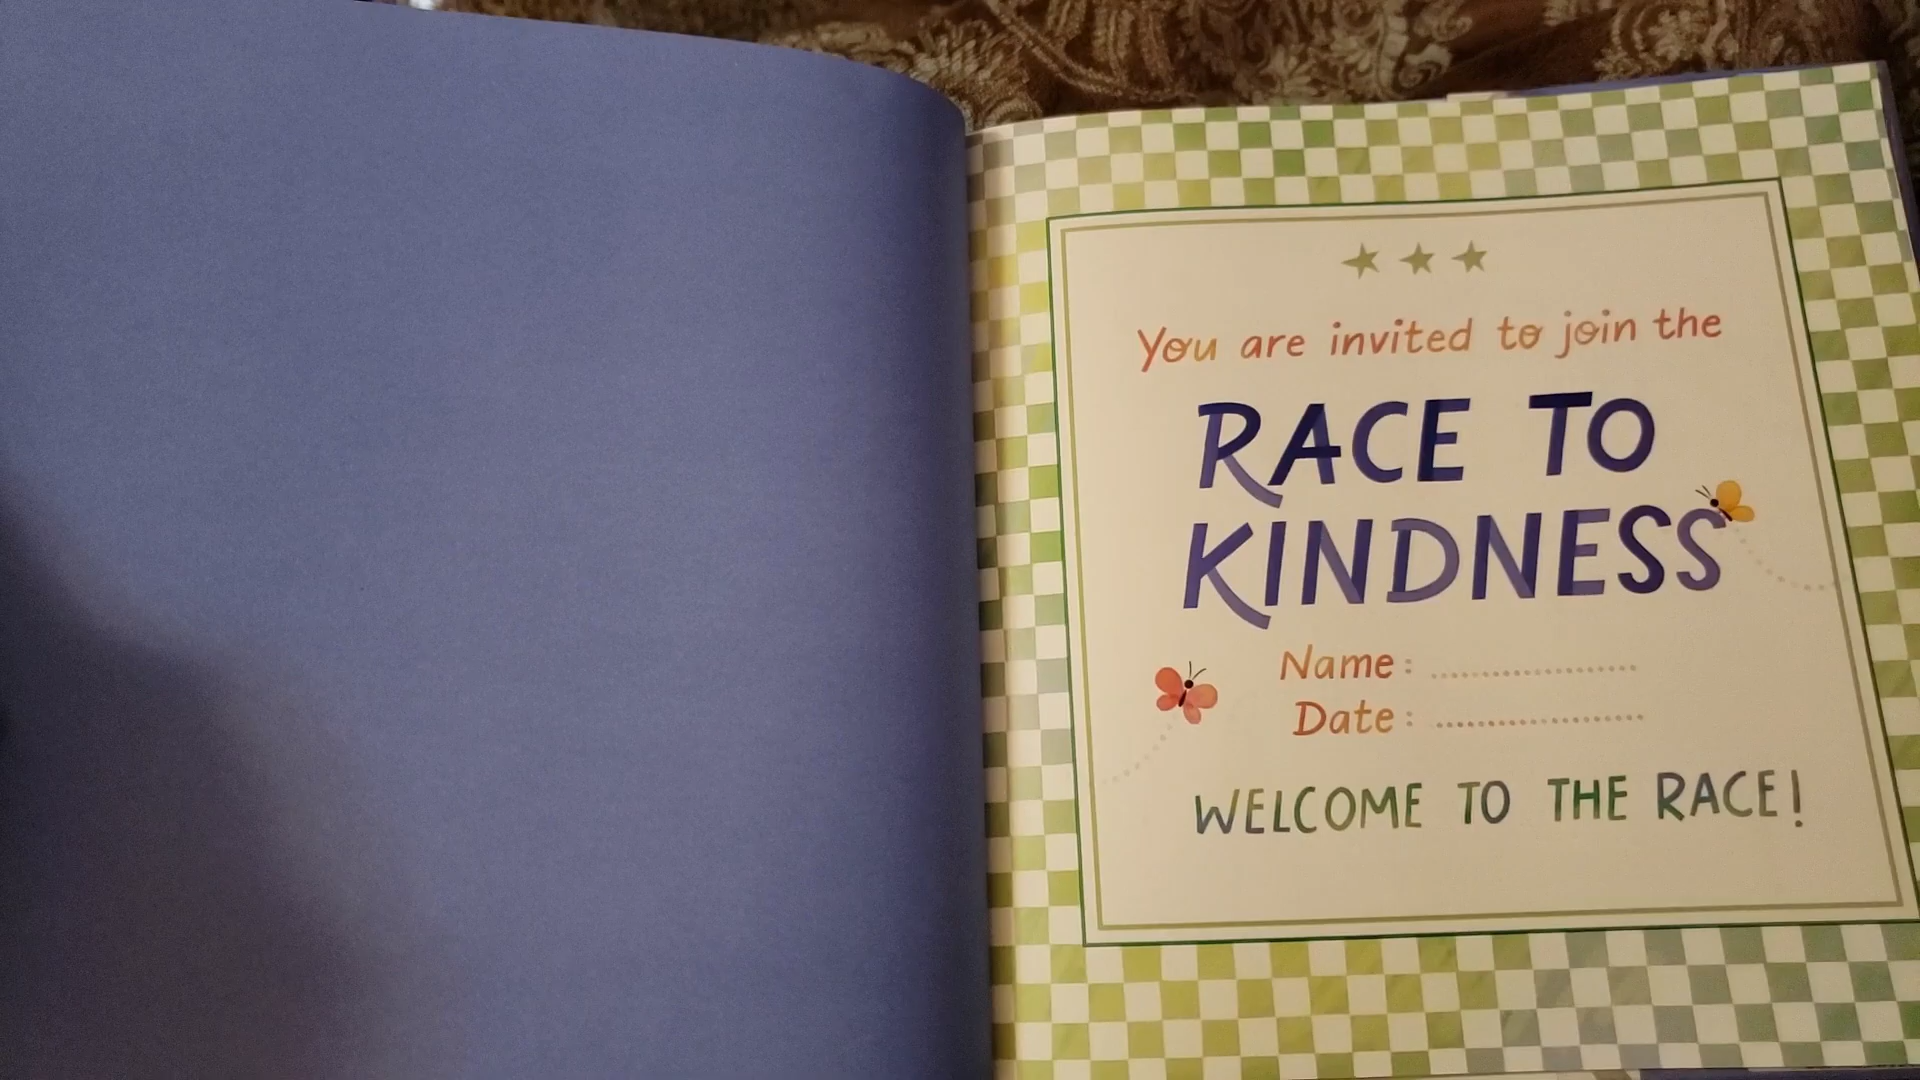 You are invited to join the
RACE TO
KINDNESS
Name: ....................
Date: ....................
WELCOME TO THE RACE!